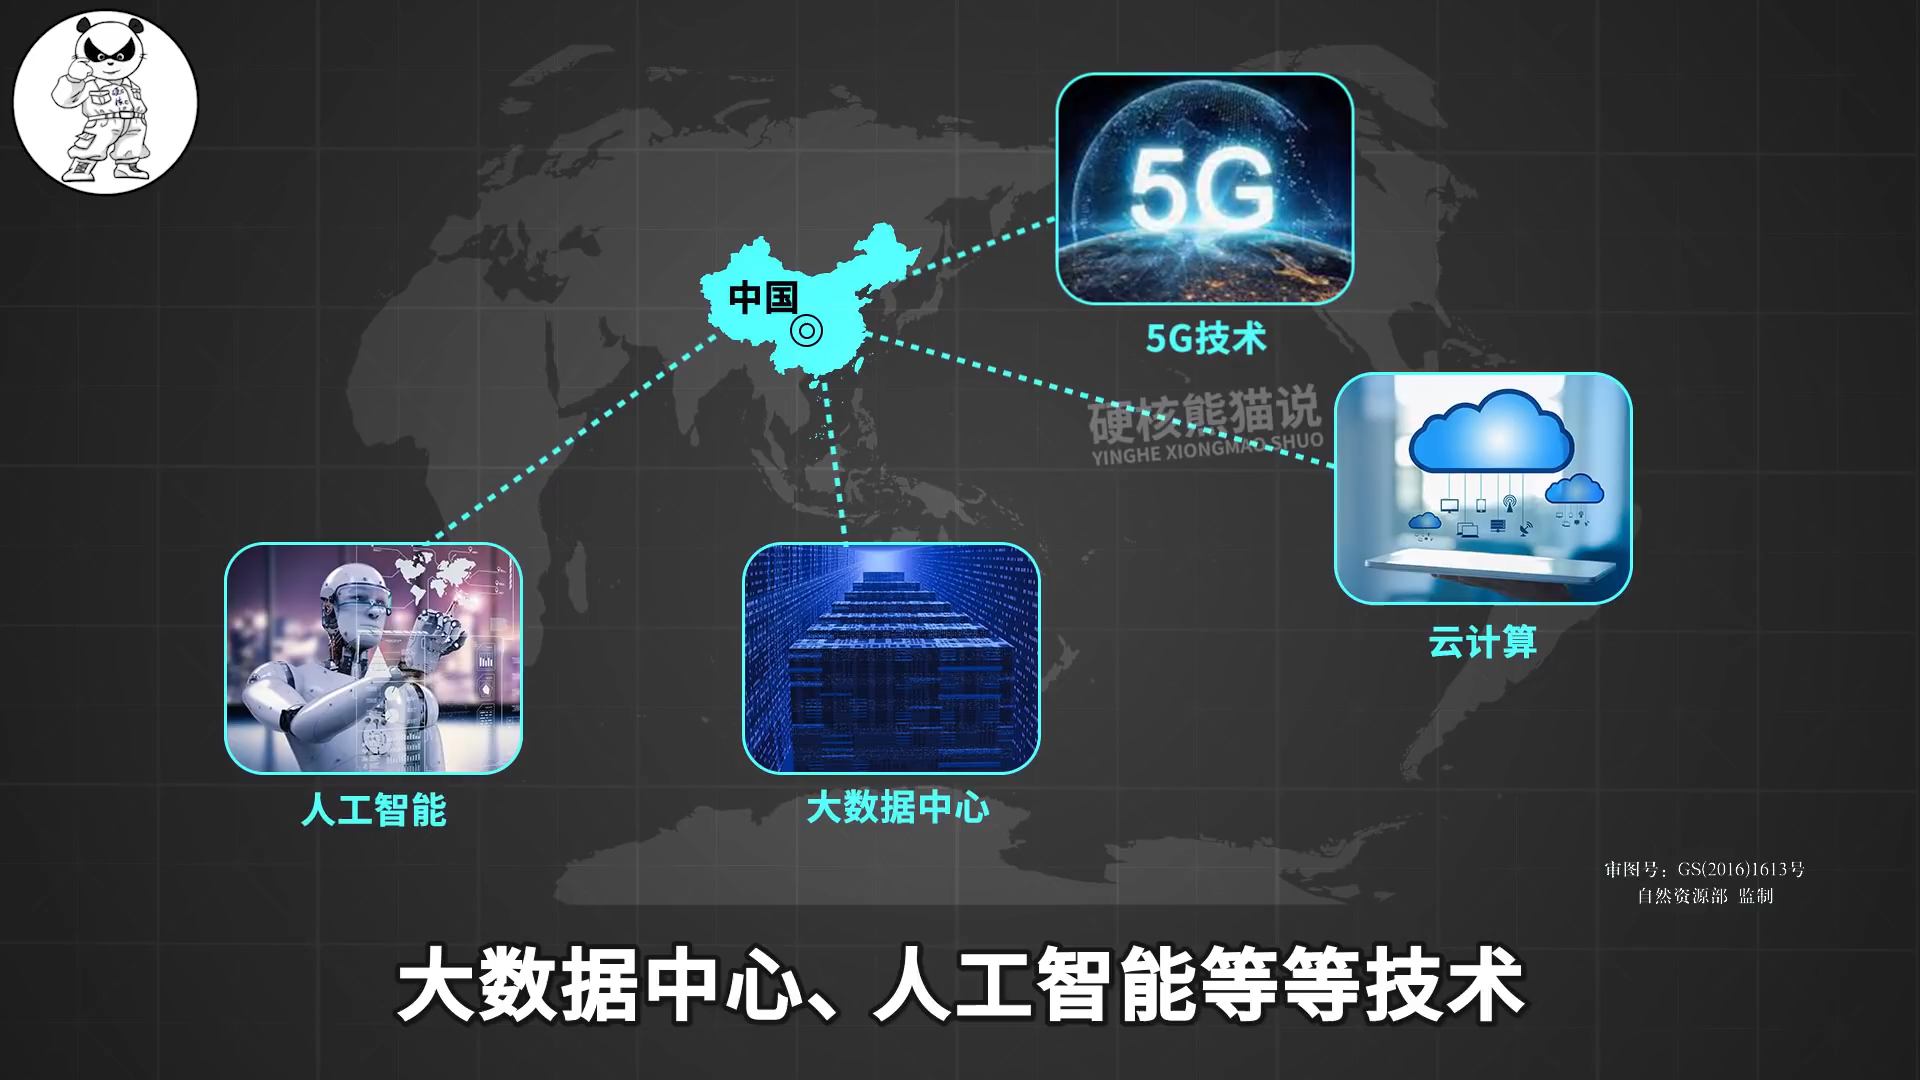 5G
中国
5G技术
硬核熊猫说
YINGHE XIONGMAO SHUO
云计算
人工智能
大数据中心
审图号：GS(2016)1613号
自然资源部 监制
大数据中心、人工智能等等技术